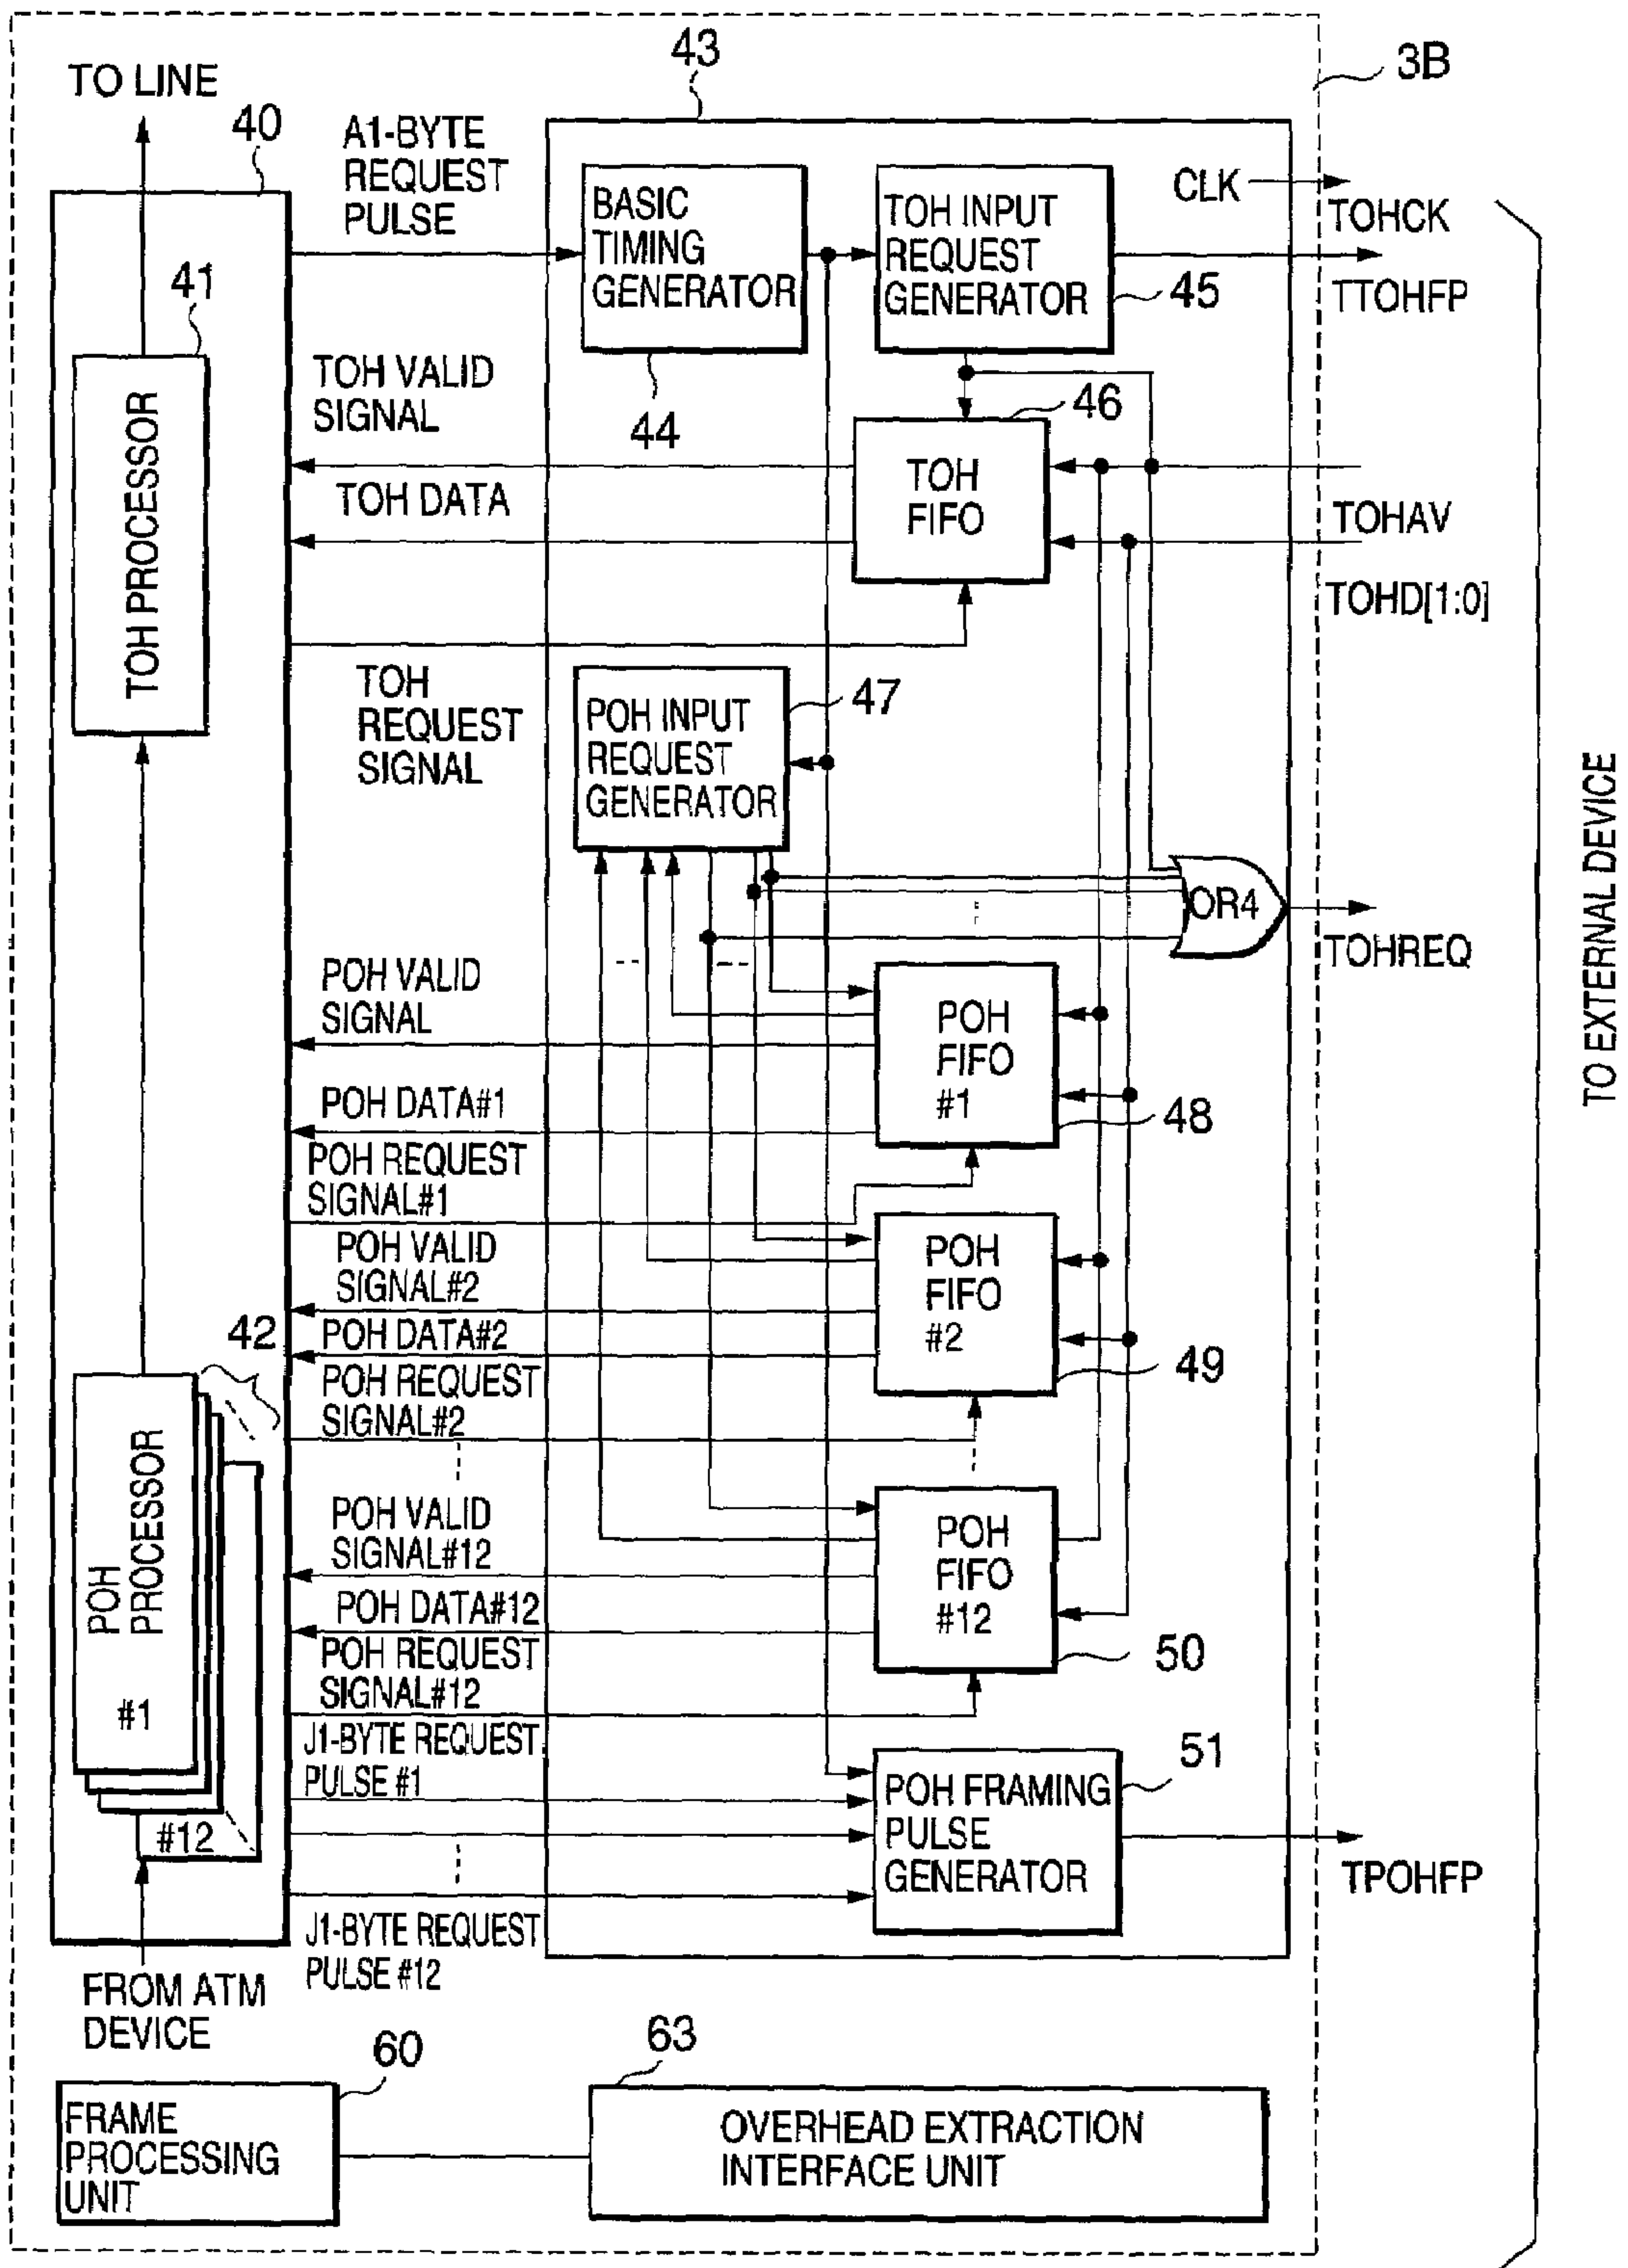 3B
TO LINE
40
43
A1-BYTE
REQUEST
PULSE
BASIC
TIMING
GENERATOR
44
TOH INPUT
REQUEST
GENERATOR
45
CLK
TOHCK
TTOHFP
41
TOH PROCESSOR
TOH VALID
SIGNAL
TOH DATA
TOH
REQUEST
SIGNAL
46
TOH
FIFO
TOHAV
TOHD[1:0]
47
POH INPUT
REQUEST
GENERATOR
OR4
TOHREQ
TO EXTERNAL DEVICE
POH VALID
SIGNAL
POH DATA#1
POH REQUEST
SIGNAL#1
POH
FIFO
#1
48
POH VALID
SIGNAL#2
POH DATA#2
POH REQUEST
SIGNAL#2
POH
FIFO
#2
49
42
POH
PROCESSOR
#1
#12
POH VALID
SIGNAL#12
POH DATA#12
POH REQUEST
SIGNAL#12
POH
FIFO
#12
50
J1-BYTE REQUEST
PULSE #1
J1-BYTE REQUEST
PULSE #12
51
POH FRAMING
PULSE
GENERATOR
TPOHFP
FROM ATM
DEVICE
60
FRAME
PROCESSING
UNIT
63
OVERHEAD EXTRACTION
INTERFACE UNIT